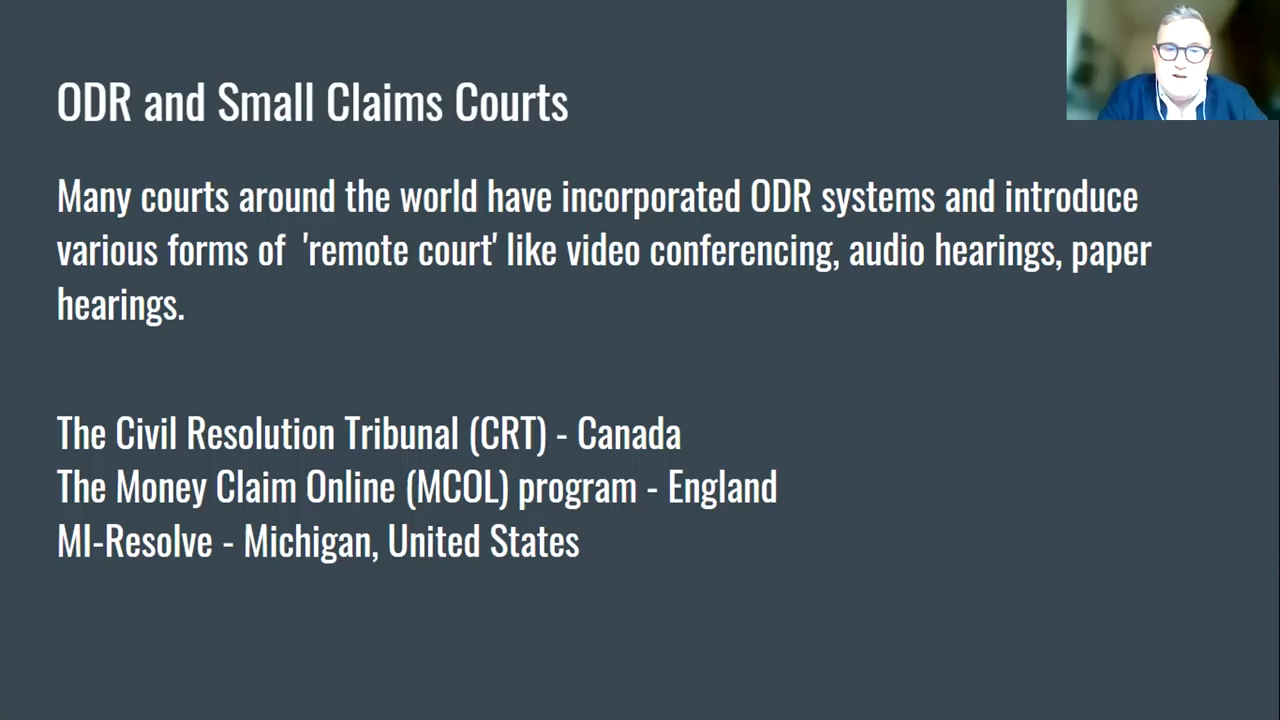 ODR and Small Claims Courts
Many courts around the world have incorporated ODR systems and introduce
various forms of  'remote court' like video conferencing, audio hearings, paper
hearings.
The Civil Resolution Tribunal (CRT) - Canada
The Money Claim Online (MCOL) program - England
MI-Resolve - Michigan, United States